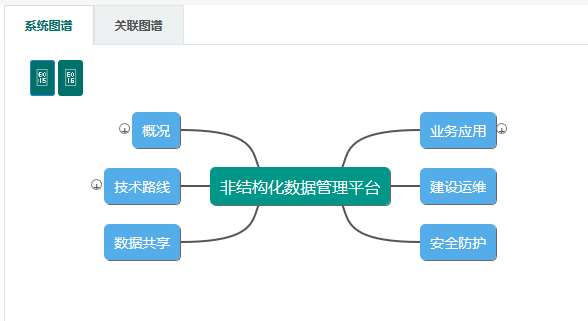 系统图谱
关联图谱
概况
业务应用
技术路线
非结构化数据管理平台
建设运维
数据共享
安全防护